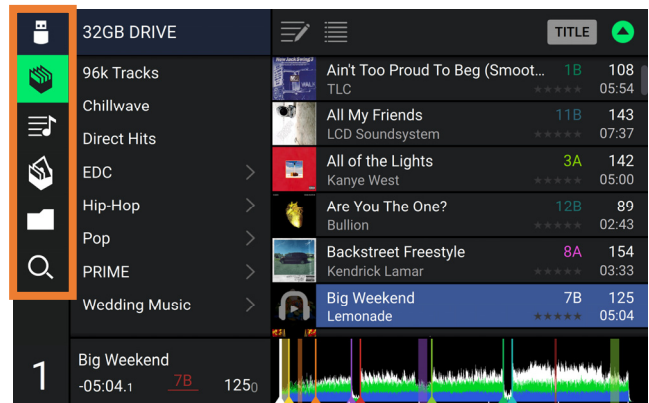 32GB DRIVE
TITLE
96k Tracks
Chillwave
Direct Hits
EDC
Hip-Hop
Pop
PRIME
Wedding Music
Ain't Too Proud To Beg (Smoot... 1B 108
TLC 05:54
All My Friends 11B 143
LCD Soundsystem 07:37
All of the Lights 3A 142
Kanye West 05:00
Are You The One? 12B 89
Bullion 02:43
Backstreet Freestyle 8A 154
Kendrick Lamar 03:33
Big Weekend 7B 125
Lemonade 05:04
1
Big Weekend
-05:04.1 7B 1250